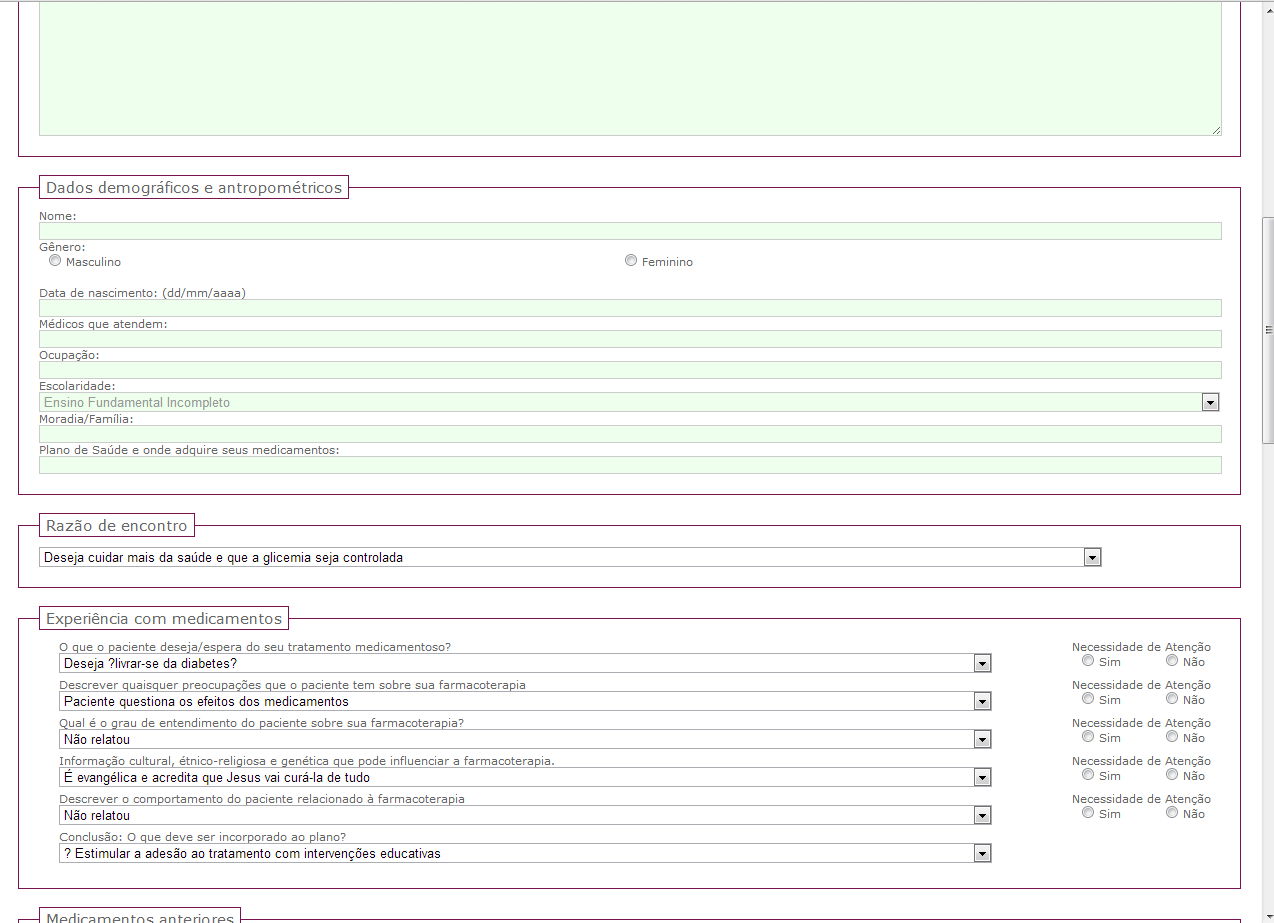 Dados demográficos e antropométricos
Nome:
Gênero:
Masculino Feminino
Data de nascimento: (dd/mm/aaaa)
Médicos que atendem:
Ocupação:
Escolaridade:
Ensino Fundamental Incompleto
Moradia/Família:
Plano de Saúde e onde adquire seus medicamentos:
Razão de encontro
Deseja cuidar mais da saúde e que a glicemia seja controlada
Experiência com medicamentos
O que o paciente deseja/espera do seu tratamento medicamentoso? Necessidade de Atenção
Deseja ?livrar-se da diabetes? Sim Não
Descrever quaisquer preocupações que o paciente tem sobre sua farmacoterapia Necessidade de Atenção
Paciente questiona os efeitos dos medicamentos Sim Não
Qual é o grau de entendimento do paciente sobre sua farmacoterapia? Necessidade de Atenção
Não relatou Sim Não
Informação cultural, étnico-religiosa e genética que pode influenciar a farmacoterapia. Necessidade de Atenção
É evangélica e acredita que Jesus vai curá-la de tudo Sim Não
Descrever o comportamento do paciente relacionado à farmacoterapia Necessidade de Atenção
Não relatou Sim Não
Conclusão: O que deve ser incorporado ao plano?
? Estimular a adesão ao tratamento com intervenções educativas
Medicamentos anteriores